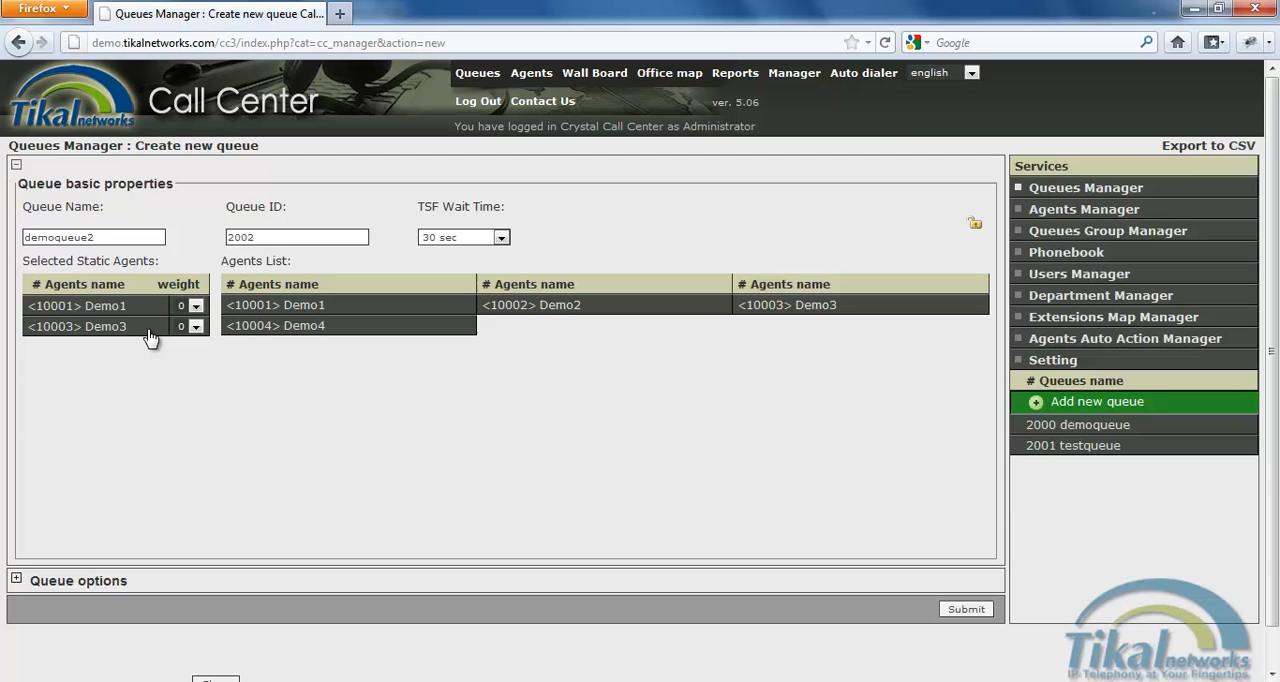 Firefox
Queues Manager : Create new queue Cal...
demo.tikalnetworks.com/cc3/index.php?cat=cc_manager&action=new
Google
Tikal networks
Call Center
Queues Agents Wall Board Office map Reports Manager Auto dialer english
Log Out Contact Us ver. 5.06
You have logged in Crystal Call Center as Administrator
Queues Manager : Create new queue
Export to CSV
Queue basic properties
Queue Name: Queue ID: TSF Wait Time:
demoqueue2 2002 30 sec
Selected Static Agents: Agents List:
# Agents name weight # Agents name # Agents name # Agents name
<10001> Demo1 0 <10001> Demo1 <10002> Demo2 <10003> Demo3
<10003> Demo3 0 <10004> Demo4
Queue options
Submit
Services
Queues Manager
Agents Manager
Queues Group Manager
Phonebook
Users Manager
Department Manager
Extensions Map Manager
Agents Auto Action Manager
Setting
# Queues name
Add new queue
2000 demoqueue
2001 testqueue
Tikal networks
IP Telephony at Your Fingertips